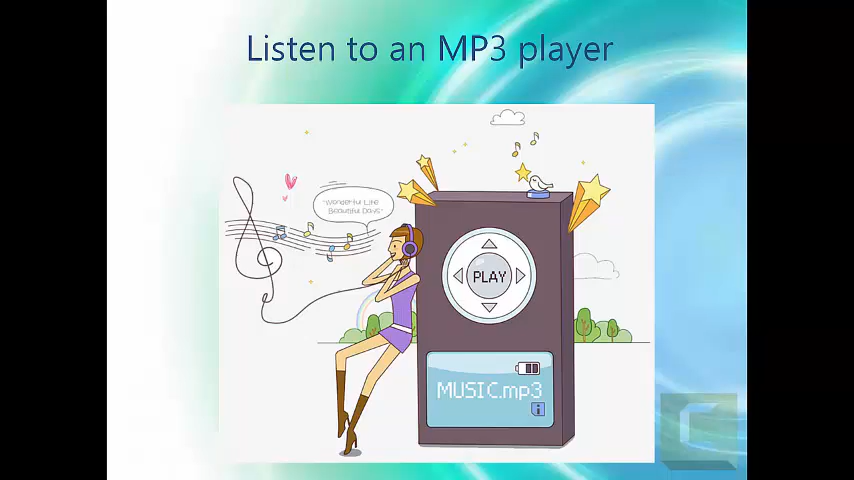 Listen to an MP3 player
"Wonderful Life
Beautiful Days"
PLAY
MUSIC.mp3
i